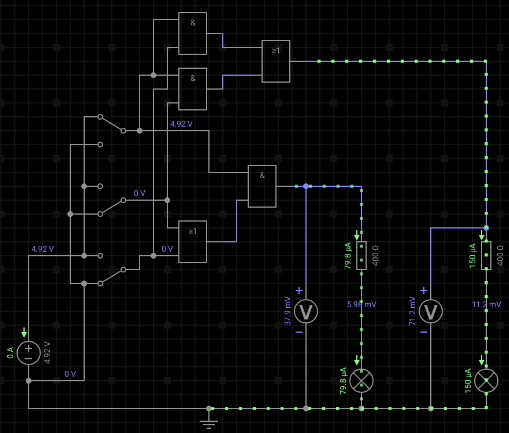 &
≥1
&
4.92 V
&
0 V
≥1
4.92 V
0 V
79.8 µA
400 Ω
150 µA
400 Ω
37.9 mV
5.98 mV
71.2 mV
11.2 mV
0 A
4.92 V
0 V
79.8 µA
150 µA
V
V